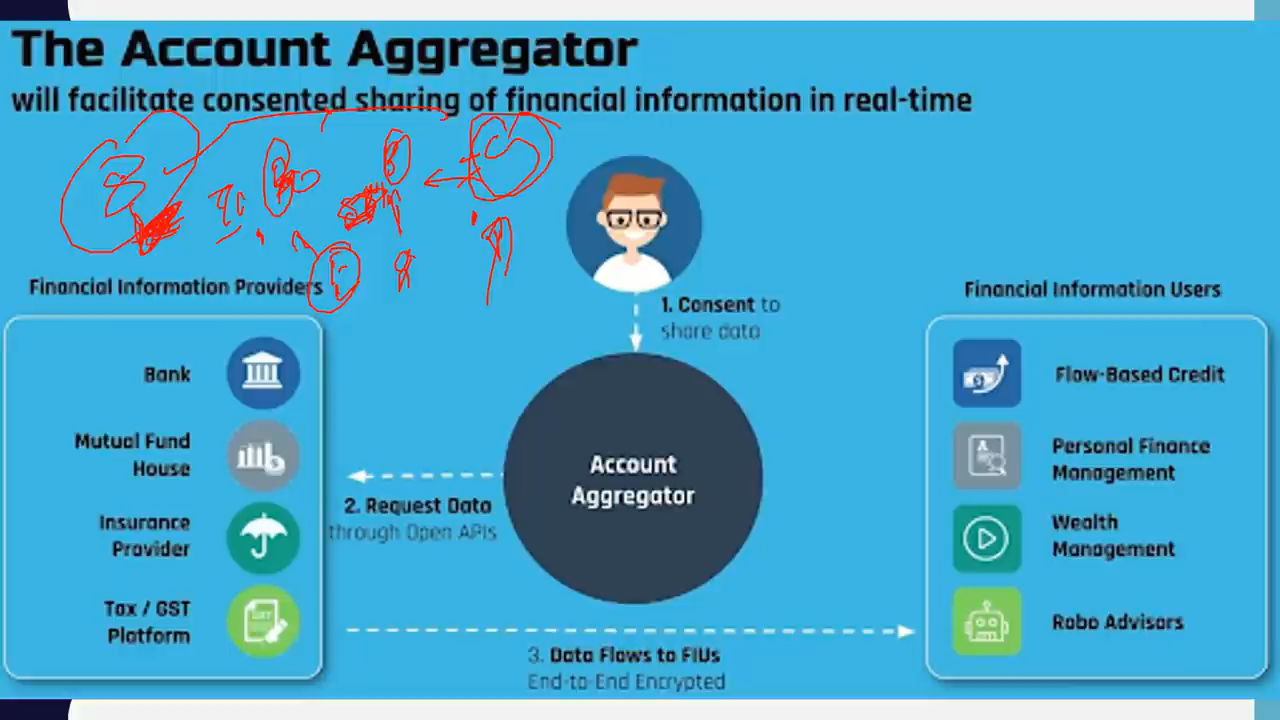 The Account Aggregator
will facilitate consented sharing of financial information in real-time
1. Consent to
share data
Financial Information Providers
Bank
Mutual Fund
House
Insurance
Provider
Tax / GST
Platform
Account
Aggregator
2. Request Data
through Open APIs
3. Data Flows to FIUs
End-to-End Encrypted
Financial Information Users
Flow-Based Credit
Personal Finance
Management
Wealth
Management
Robo Advisors